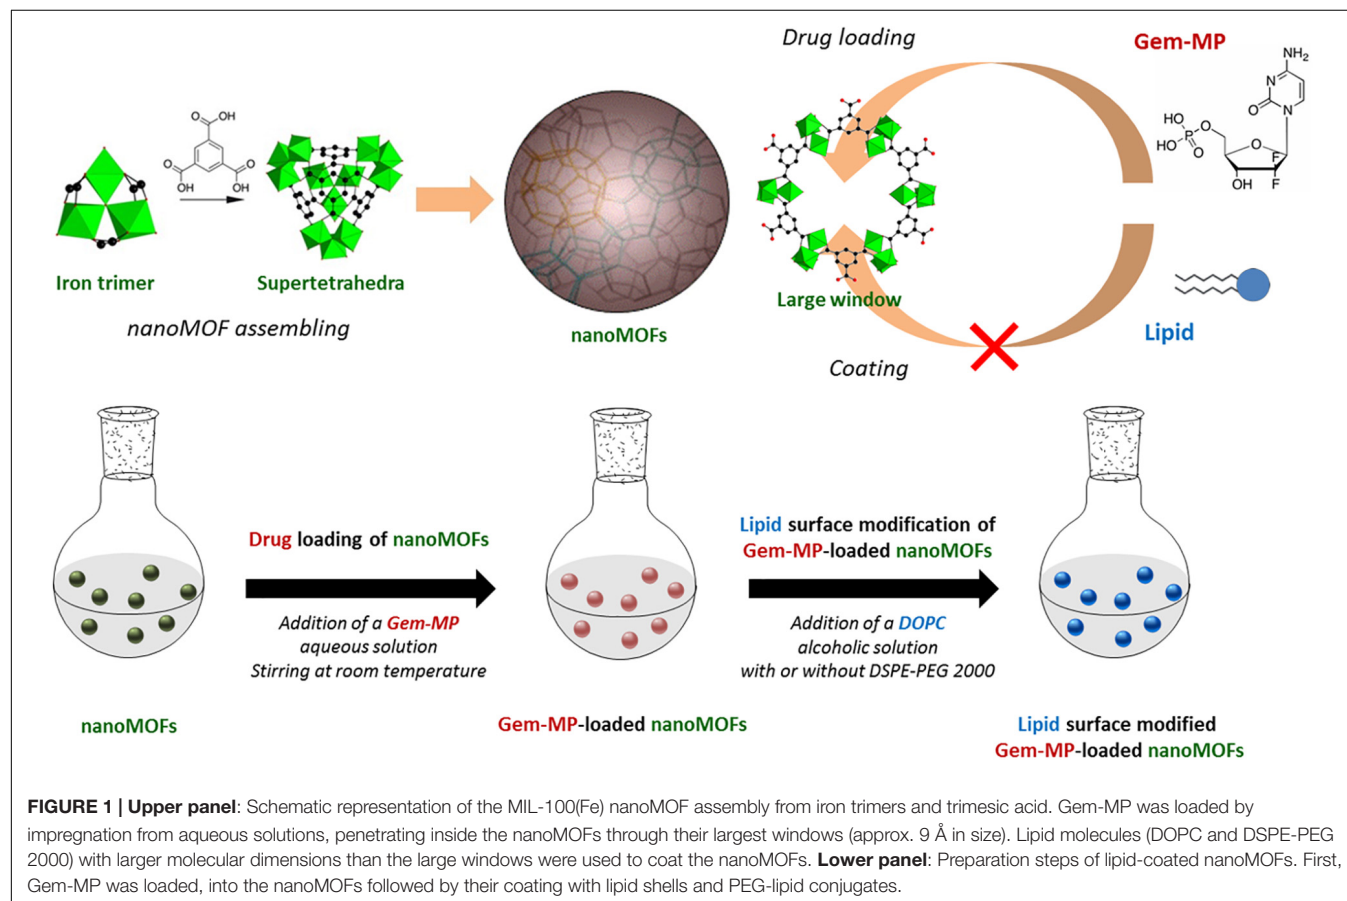 Drug loading
Gem-MP
NH2
N
O
N
HO
HO
P
O
O
O
F
OH
F
O
OH
O
HO
O
OH
Iron trimer
Supertetrahedra
nanoMOF assembling
nanoMOFs
Large window
Lipid
Coating
Drug loading of nanoMOFs
Addition of a Gem-MP
aqueous solution
Stirring at room temperature
Lipid surface modification of
Gem-MP-loaded nanoMOFs
Addition of a DOPC
alcoholic solution
with or without DSPE-PEG 2000
nanoMOFs
Gem-MP-loaded nanoMOFs
Lipid surface modified
Gem-MP-loaded nanoMOFs
FIGURE 1 | Upper panel: Schematic representation of the MIL-100(Fe) nanoMOF assembly from iron trimers and trimesic acid. Gem-MP was loaded by
impregnation from aqueous solutions, penetrating inside the nanoMOFs through their largest windows (approx. 9 Å in size). Lipid molecules (DOPC and DSPE-PEG
2000) with larger molecular dimensions than the large windows were used to coat the nanoMOFs. Lower panel: Preparation steps of lipid-coated nanoMOFs. First,
Gem-MP was loaded, into the nanoMOFs followed by their coating with lipid shells and PEG-lipid conjugates.